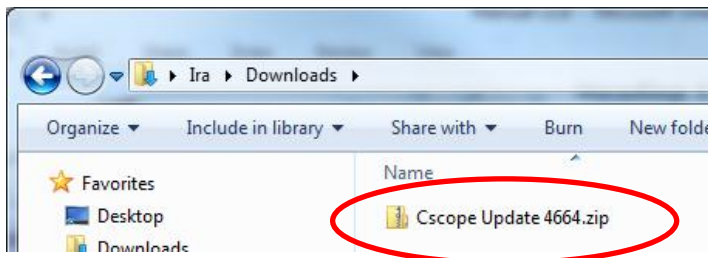 Ira Downloads
Organize Include in library Share with Burn New folde
Favorites
Name
Desktop
Cscope Update 4664.zip
Downloads